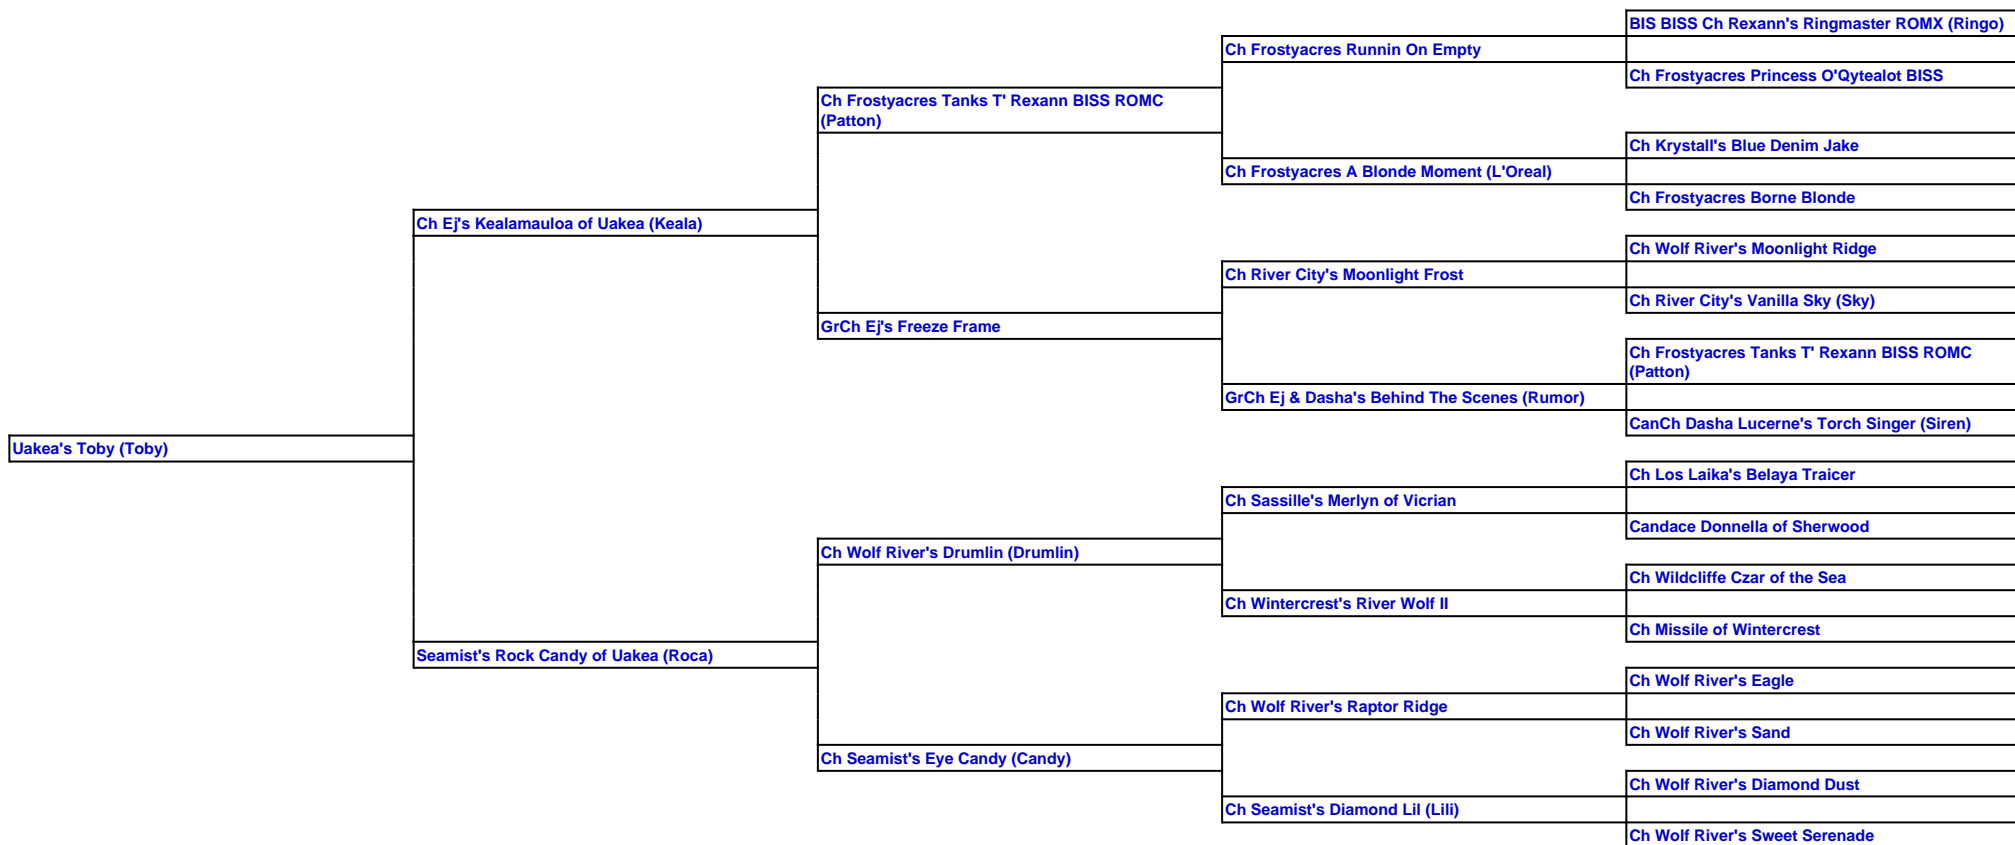 BIS BISS Ch Rexann's Ringmaster ROMX (Ringo)
Ch Frostyacres Runnin On Empty
Ch Frostyacres Princess O'Qytealot BISS
Ch Frostyacres Tanks T' Rexann BISS ROMC
(Patton)
Ch Krystall's Blue Denim Jake
Ch Frostyacres A Blonde Moment (L'Oreal)
Ch Frostyacres Borne Blonde
Ch Ej's Kealamauloa of Uakea (Keala)
Ch Wolf River's Moonlight Ridge
Ch River City's Moonlight Frost
Ch River City's Vanilla Sky (Sky)
GrCh Ej's Freeze Frame
Ch Frostyacres Tanks T' Rexann BISS ROMC
(Patton)
GrCh Ej & Dasha's Behind The Scenes (Rumor)
CanCh Dasha Lucerne's Torch Singer (Siren)
Uakea's Toby (Toby)
Ch Los Laika's Belaya Traicer
Ch Sassille's Merlyn of Vicrian
Candace Donnella of Sherwood
Ch Wolf River's Drumlin (Drumlin)
Ch Wildcliffe Czar of the Sea
Ch Wintercrest's River Wolf II
Ch Missile of Wintercrest
Seamist's Rock Candy of Uakea (Roca)
Ch Wolf River's Eagle
Ch Wolf River's Raptor Ridge
Ch Wolf River's Sand
Ch Seamist's Eye Candy (Candy)
Ch Wolf River's Diamond Dust
Ch Seamist's Diamond Lil (Lili)
Ch Wolf River's Sweet Serenade